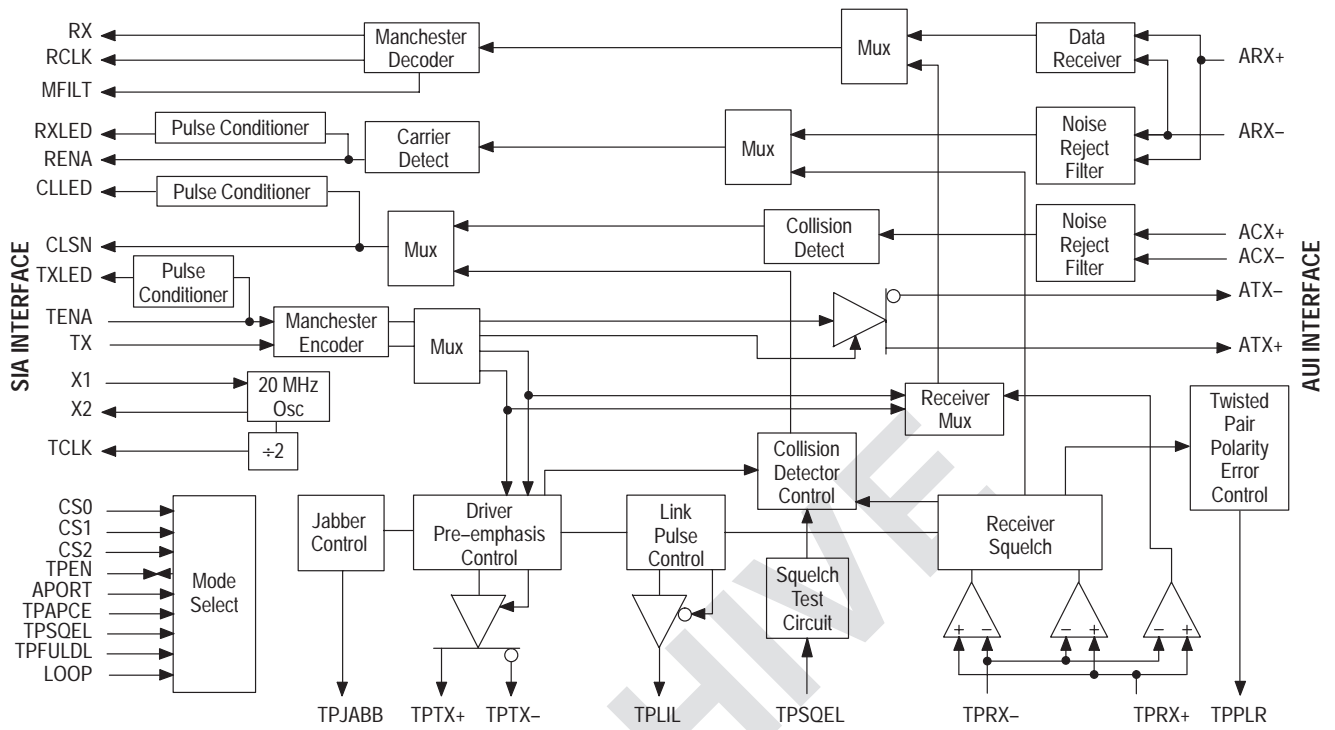 RX
RCLK
MFILT
RXLED
RENA
CLLED
CLSN
TXLED
TENA
TX
X1
X2
TCLK
CS0
CS1
CS2
TPEN
APORT
TPAPCE
TPSQEL
TPFULDL
LOOP
SIA INTERFACE
Manchester
Decoder
Pulse Conditioner
Carrier
Detect
Pulse Conditioner
Mux
Pulse
Conditioner
Manchester
Encoder
Mux
20 MHz
Osc
÷2
Mode
Select
Jabber
Control
Driver
Pre–emphasis
Control
Link
Pulse
Control
Mux
Mux
Data
Receiver
Noise
Reject
Filter
Collision
Detect
Noise
Reject
Filter
Receiver
Mux
Collision
Detector
Control
Squelch
Test
Circuit
Receiver
Squelch
Twisted
Pair
Polarity
Error
Control
+ –
– +
– +
ARX+
ARX–
ACX+
ACX–
ATX–
ATX+
AUI INTERFACE
TPJABB
TPTX+
TPTX–
TPLIL
TPSQEL
TPRX–
TPRX+
TPPLR
HIVE